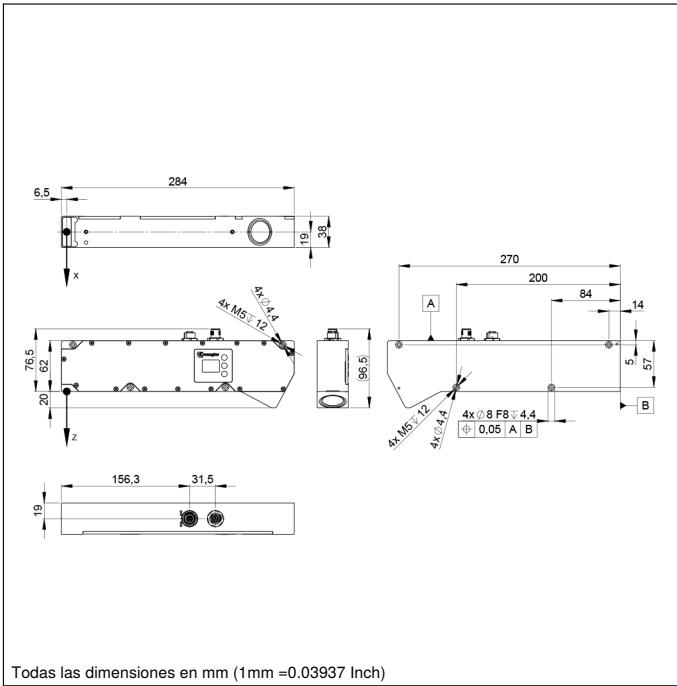 284
6,5
19
38
x
270
200
84
14
A
4x∅4,4
4x M5↧12
76,5
62
20
wenglor
(96,5)
5
57
z
4x M5↧12
4x∅4,4
4x ∅8 F8↧4,4
⌖ 0,05 A B
B
156,3
31,5
19
Todas las dimensiones en mm (1mm =0.03937 Inch)